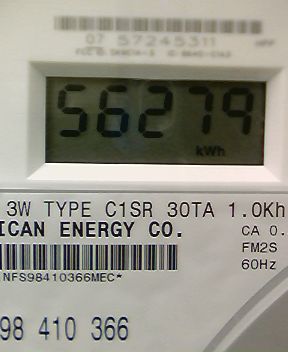 07 57245311
56279
kWh
3W TYPE C1SR 30TA 1.0Kh
ICAN ENERGY CO.
CA 0.
FM2S
60Hz
NFS98410366MEC*
98 410 366